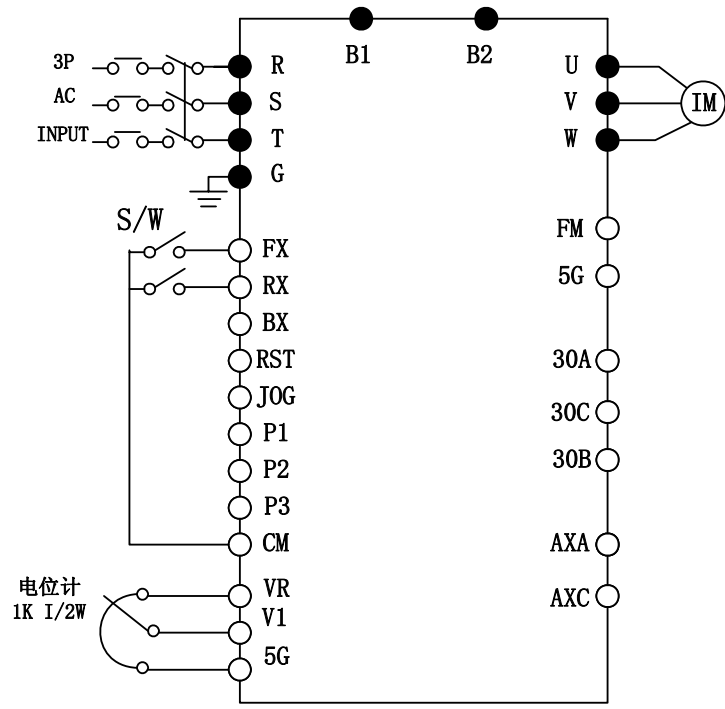 B1
B2
3P
AC
INPUT
R
S
T
G
U
V
W
IM
S/W
FX
RX
BX
RST
JOG
P1
P2
P3
CM
FM
5G
30A
30C
30B
AXA
AXC
电位计
1K I/2W
VR
V1
5G